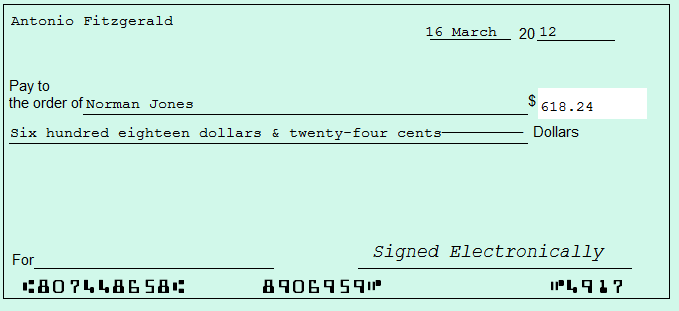 Antonio Fitzgerald
16 March 20 12
Pay to
the order of Norman Jones $ 618.24
Six hundred eighteen dollars & twenty-four cents Dollars
Signed Electronically
For
⑆807448658⑆ 8906959⑈ ⑈4917